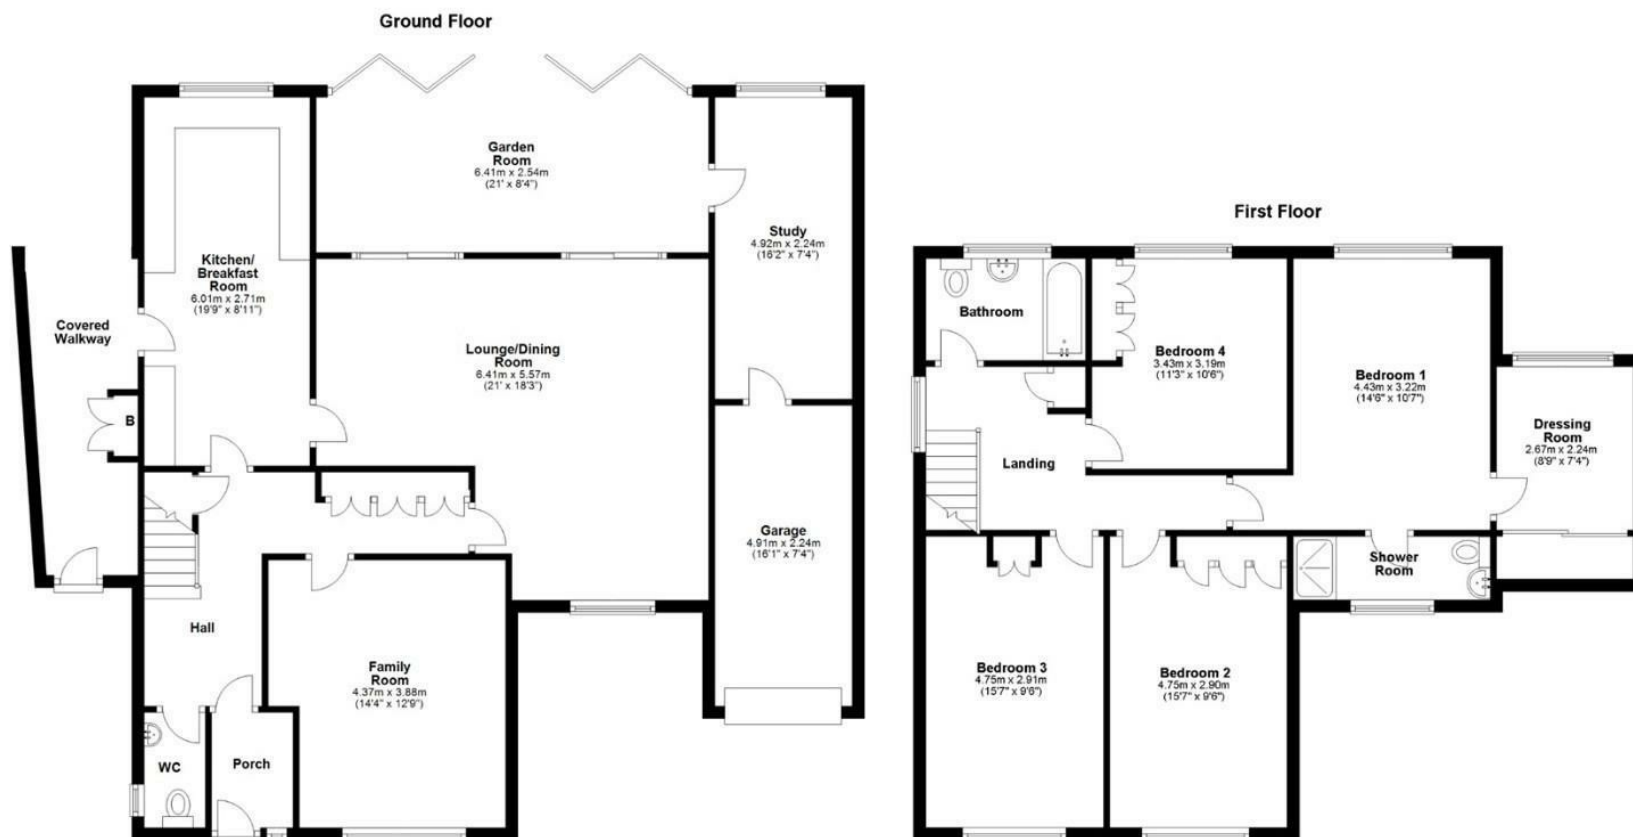 Ground Floor
Garden
Room
6.41m x 2.54m
(21' x 8'4")
Study
4.92m x 2.24m
(16'2" x 7'4")
Kitchen/
Breakfast
Room
6.01m x 2.71m
(19'9" x 8'11")
Covered
Walkway
B
Lounge/Dining
Room
6.41m x 5.57m
(21' x 18'3")
Garage
4.91m x 2.24m
(16'1" x 7'4")
Hall
Family
Room
4.37m x 3.88m
(14'4" x 12'9")
WC
Porch
First Floor
Bathroom
Bedroom 4
3.43m x 3.19m
(11'3" x 10'6")
Bedroom 1
4.43m x 3.22m
(14'6" x 10'7")
Dressing
Room
2.67m x 2.24m
(8'9" x 7'4")
Landing
Shower
Room
Bedroom 3
4.75m x 2.91m
(15'7" x 9'6")
Bedroom 2
4.75m x 2.90m
(15'7" x 9'6")